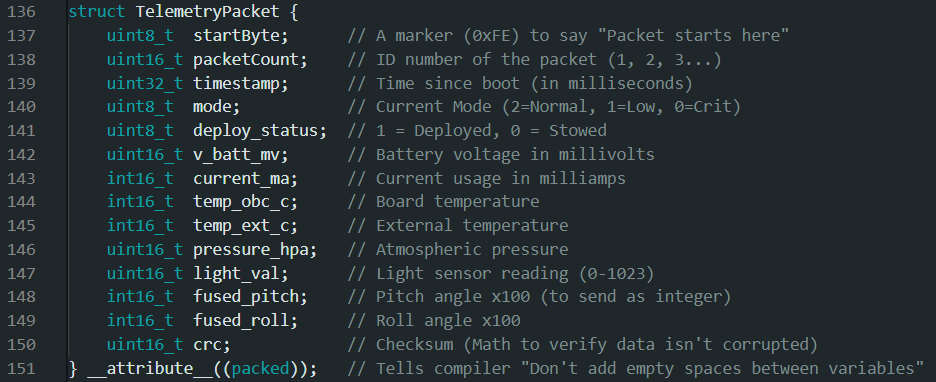 136 struct TelemetryPacket {
137     uint8_t  startByte;      // A marker (0xFE) to say "Packet starts here"
138     uint16_t packetCount;    // ID number of the packet (1, 2, 3...)
139     uint32_t timestamp;      // Time since boot (in milliseconds)
140     uint8_t  mode;           // Current Mode (2=Normal, 1=Low, 0=Crit)
141     uint8_t  deploy_status;  // 1 = Deployed, 0 = Stowed
142     uint16_t v_batt_mv;      // Battery voltage in millivolts
143     int16_t  current_ma;     // Current usage in milliamps
144     int16_t  temp_obc_c;     // Board temperature
145     int16_t  temp_ext_c;     // External temperature
146     uint16_t pressure_hpa;   // Atmospheric pressure
147     uint16_t light_val;      // Light sensor reading (0-1023)
148     int16_t  fused_pitch;    // Pitch angle x100 (to send as integer)
149     int16_t  fused_roll;     // Roll angle x100
150     uint16_t crc;            // Checksum (Math to verify data isn't corrupted)
151 } __attribute__((packed));   // Tells compiler "Don't add empty spaces between variables"